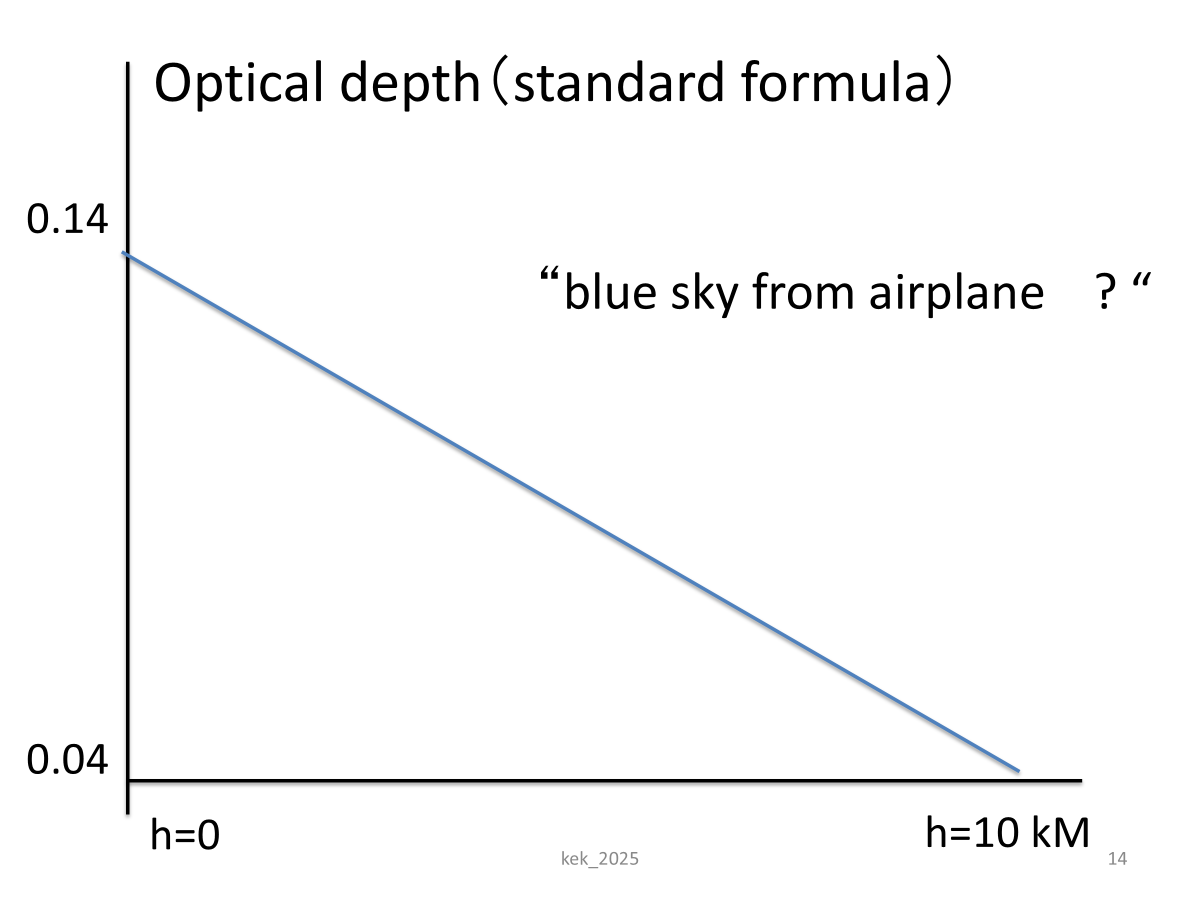 Optical depth（standard formula）
0.14
“blue sky from airplane　? “
0.04
h=0
h=10 kM
kek_2025
14